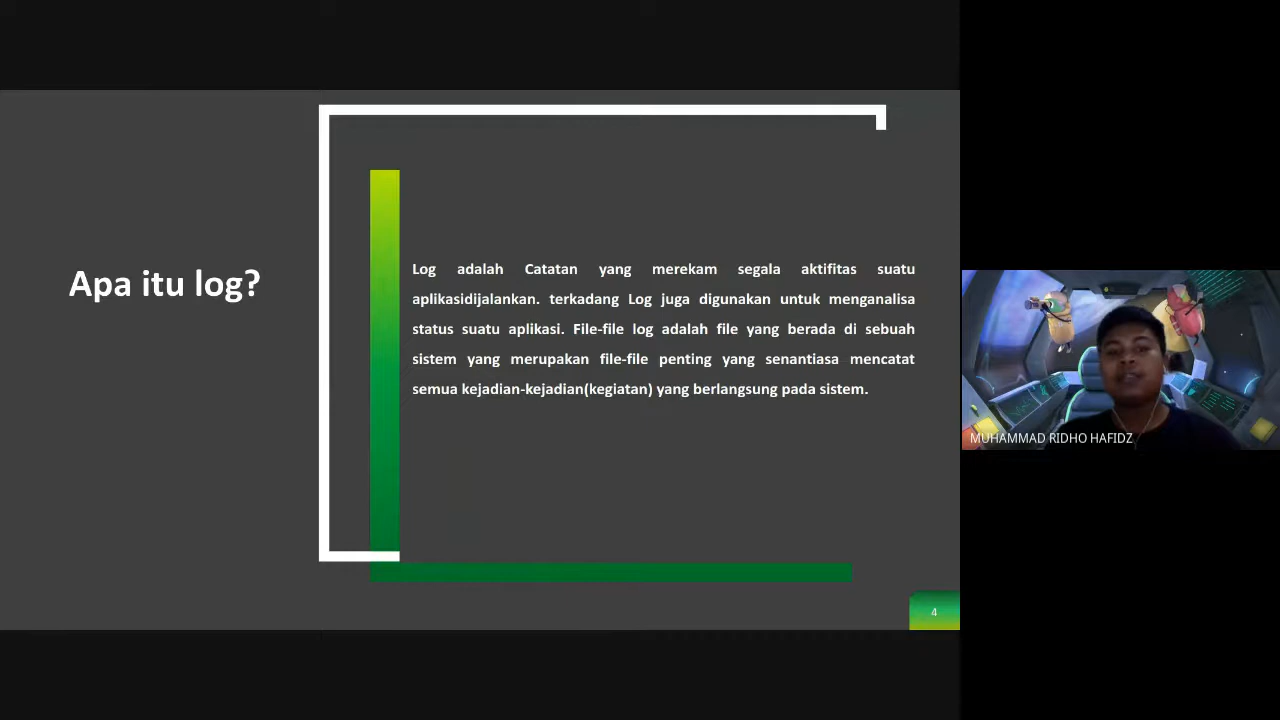 Apa itu log?
Log adalah Catatan yang merekam segala aktifitas suatu
aplikasidijalankan. terkadang Log juga digunakan untuk menganalisa
status suatu aplikasi. File-file log adalah file yang berada di sebuah
sistem yang merupakan file-file penting yang senantiasa mencatat
semua kejadian-kejadian(kegiatan) yang berlangsung pada sistem.
4
MUHAMMAD RIDHO HAFIDZ